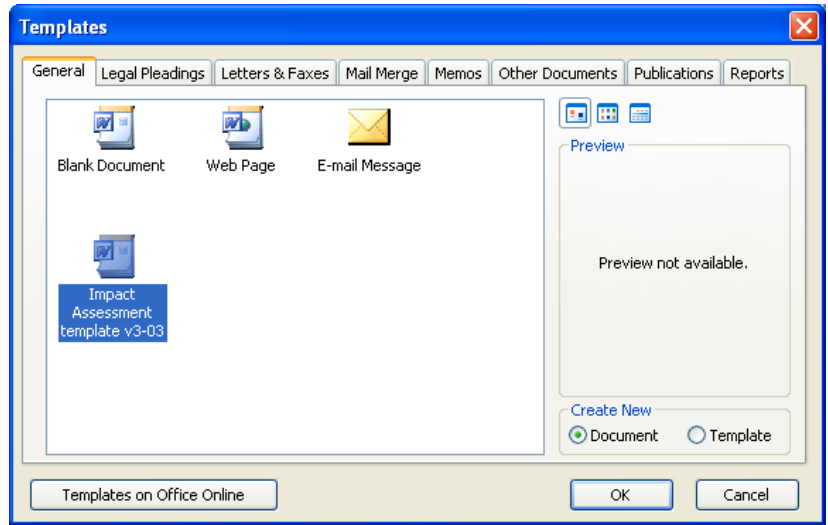 Templates
General Legal Pleadings Letters & Faxes Mail Merge Memos Other Documents Publications Reports
Blank Document Web Page E-mail Message
Impact
Assessment
template v3-03
Preview
Preview not available.
Create New
Document Template
Templates on Office Online OK Cancel